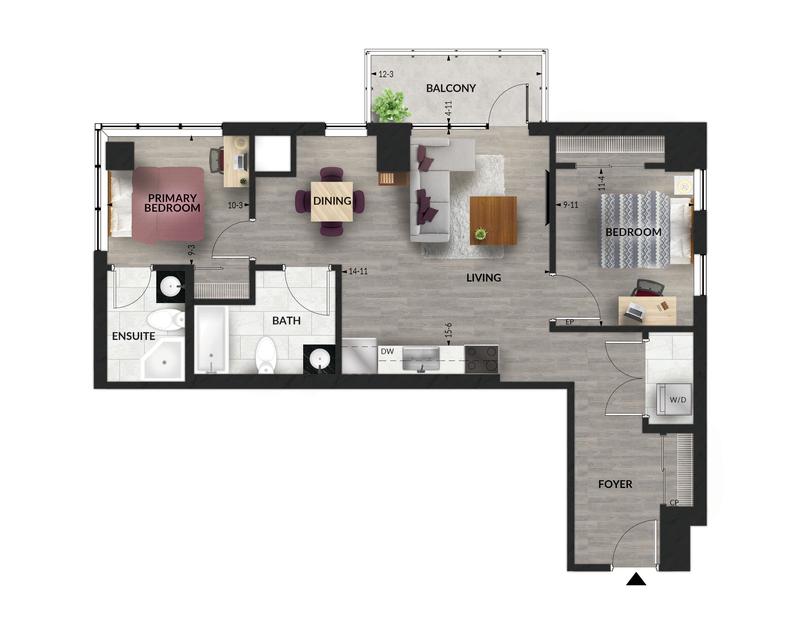 12-3
BALCONY
4-11
PRIMARY
BEDROOM
10-3
9-3
DINING
9-11
11-4
BEDROOM
14-11
LIVING
ENSUITE
BATH
EP
15-6
DW
W/D
FOYER
CP